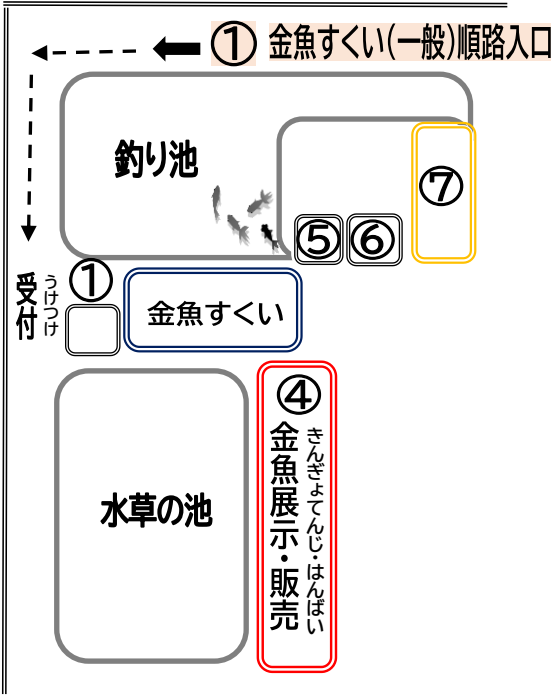 ① 金魚すくい(一般)順路入口
釣り池
⑦
⑤
⑥
①
受付
うけつけ
金魚すくい
④
金魚展示・販売
きんぎょてんじ・はんばい
水草の池